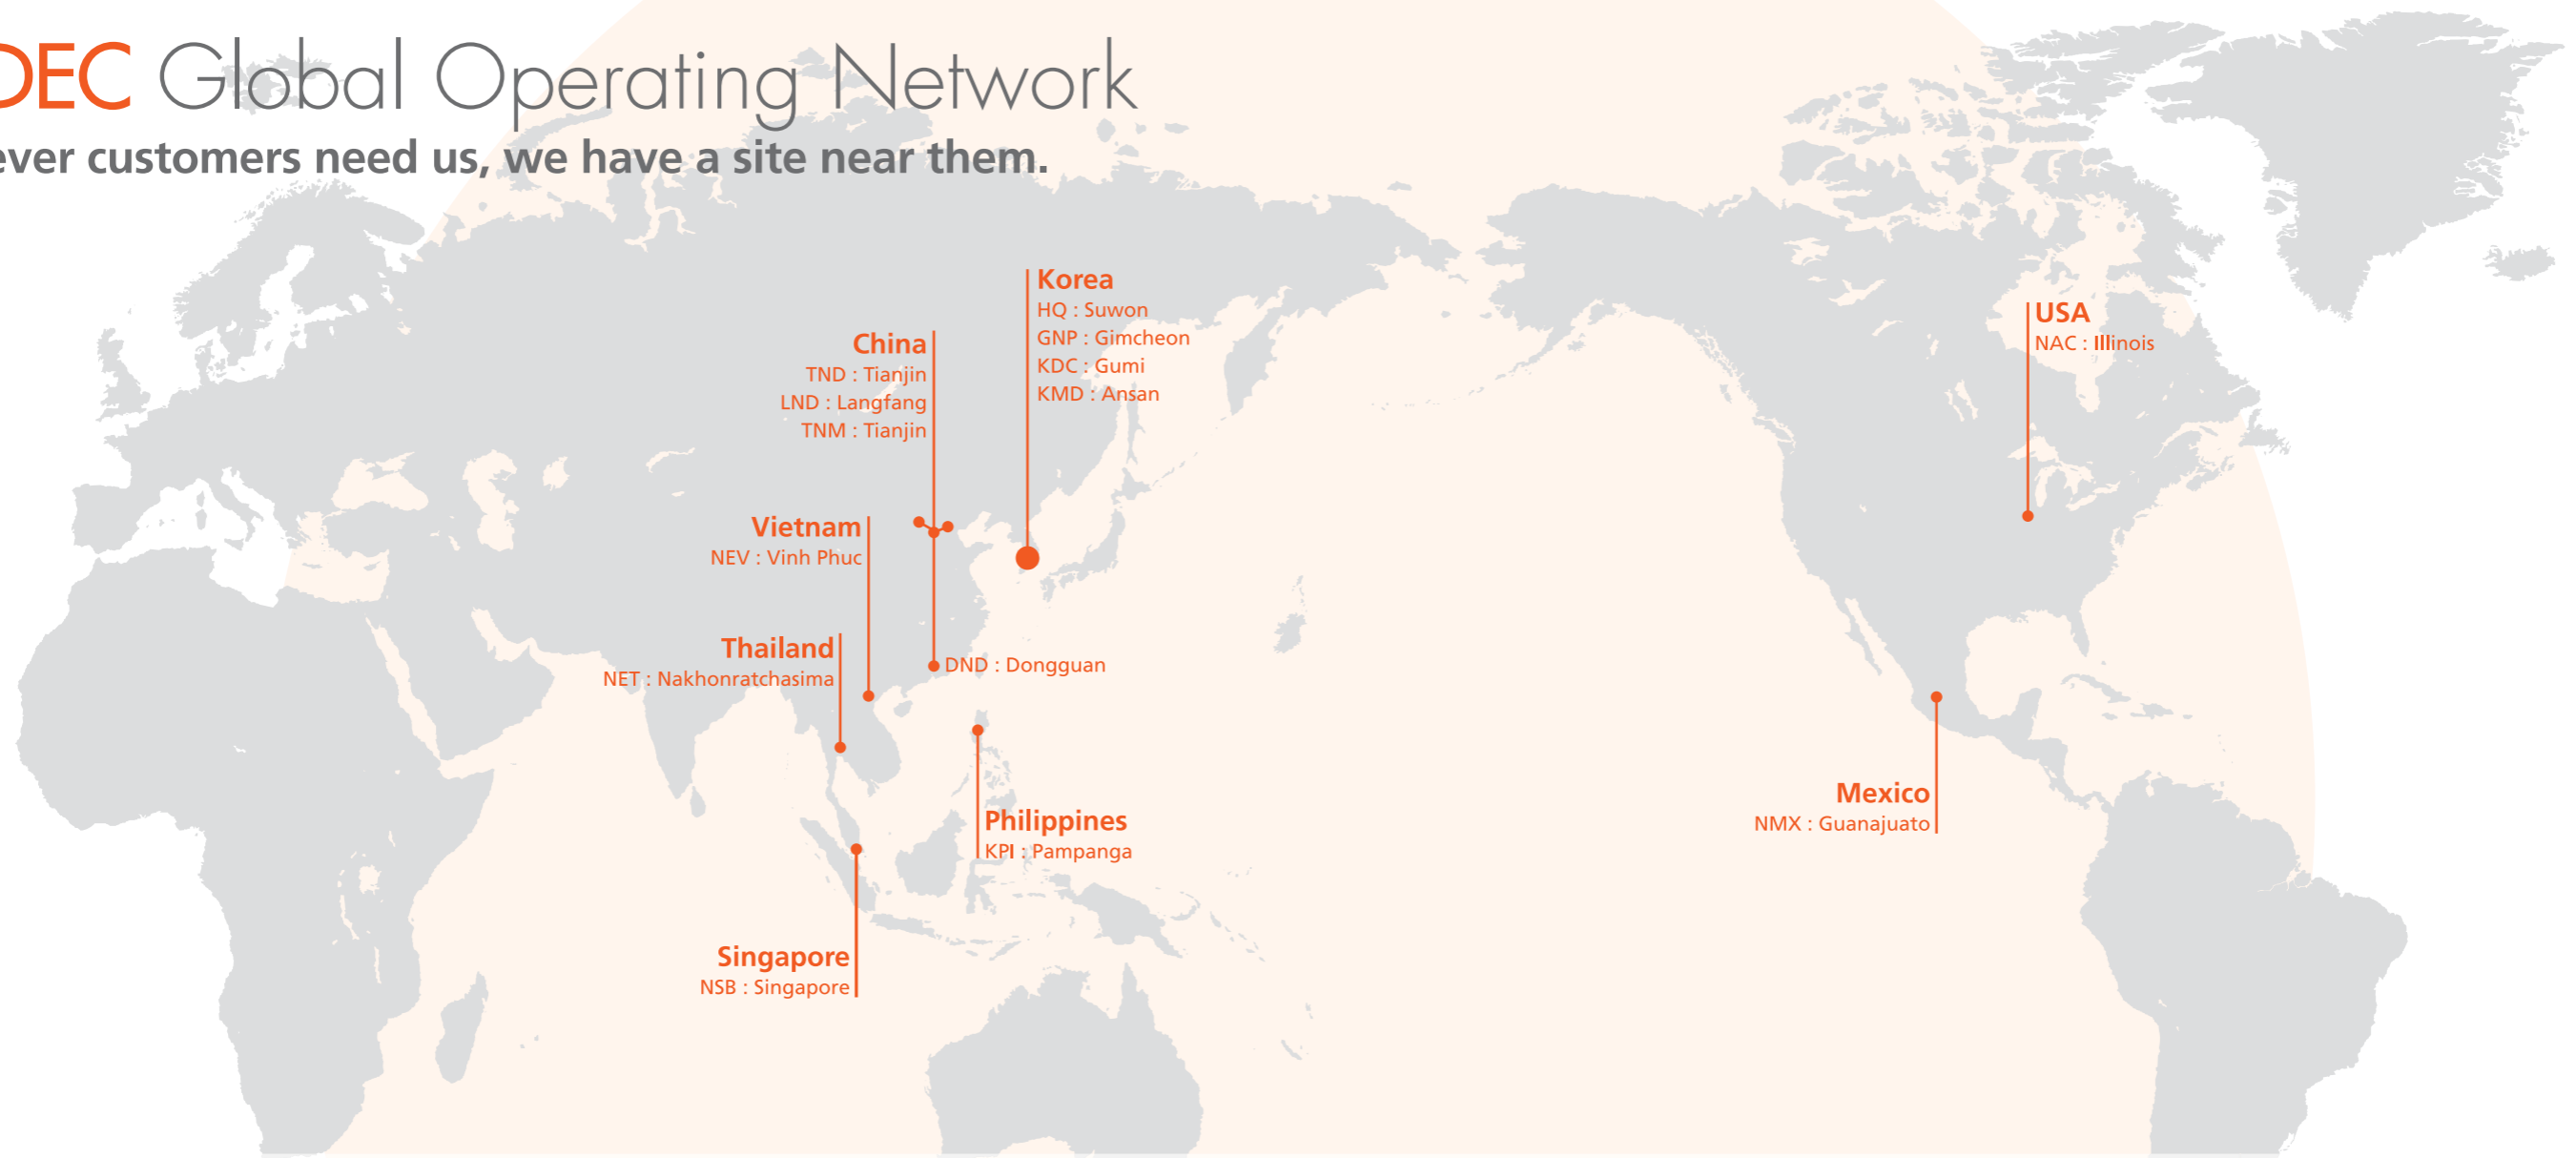 DEC Global Operating Network
ever customers need us, we have a site near them.
Korea
HQ : Suwon
GNP : Gimcheon
KDC : Gumi
KMD : Ansan
China
TND : Tianjin
LND : Langfang
TNM : Tianjin
DND : Dongguan
USA
NAC : Illinois
Vietnam
NEV : Vinh Phuc
Thailand
NET : Nakhonratchasima
Philippines
KPI : Pampanga
Mexico
NMX : Guanajuato
Singapore
NSB : Singapore